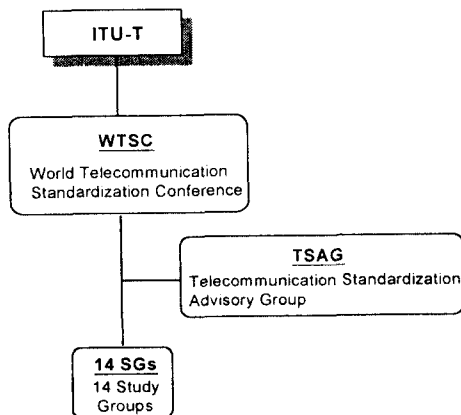 ITU-T
WTSC
World Telecommunication
Standardization Conference
TSAG
Telecommunication Standardization
Advisory Group
14 SGs
14 Study
Groups